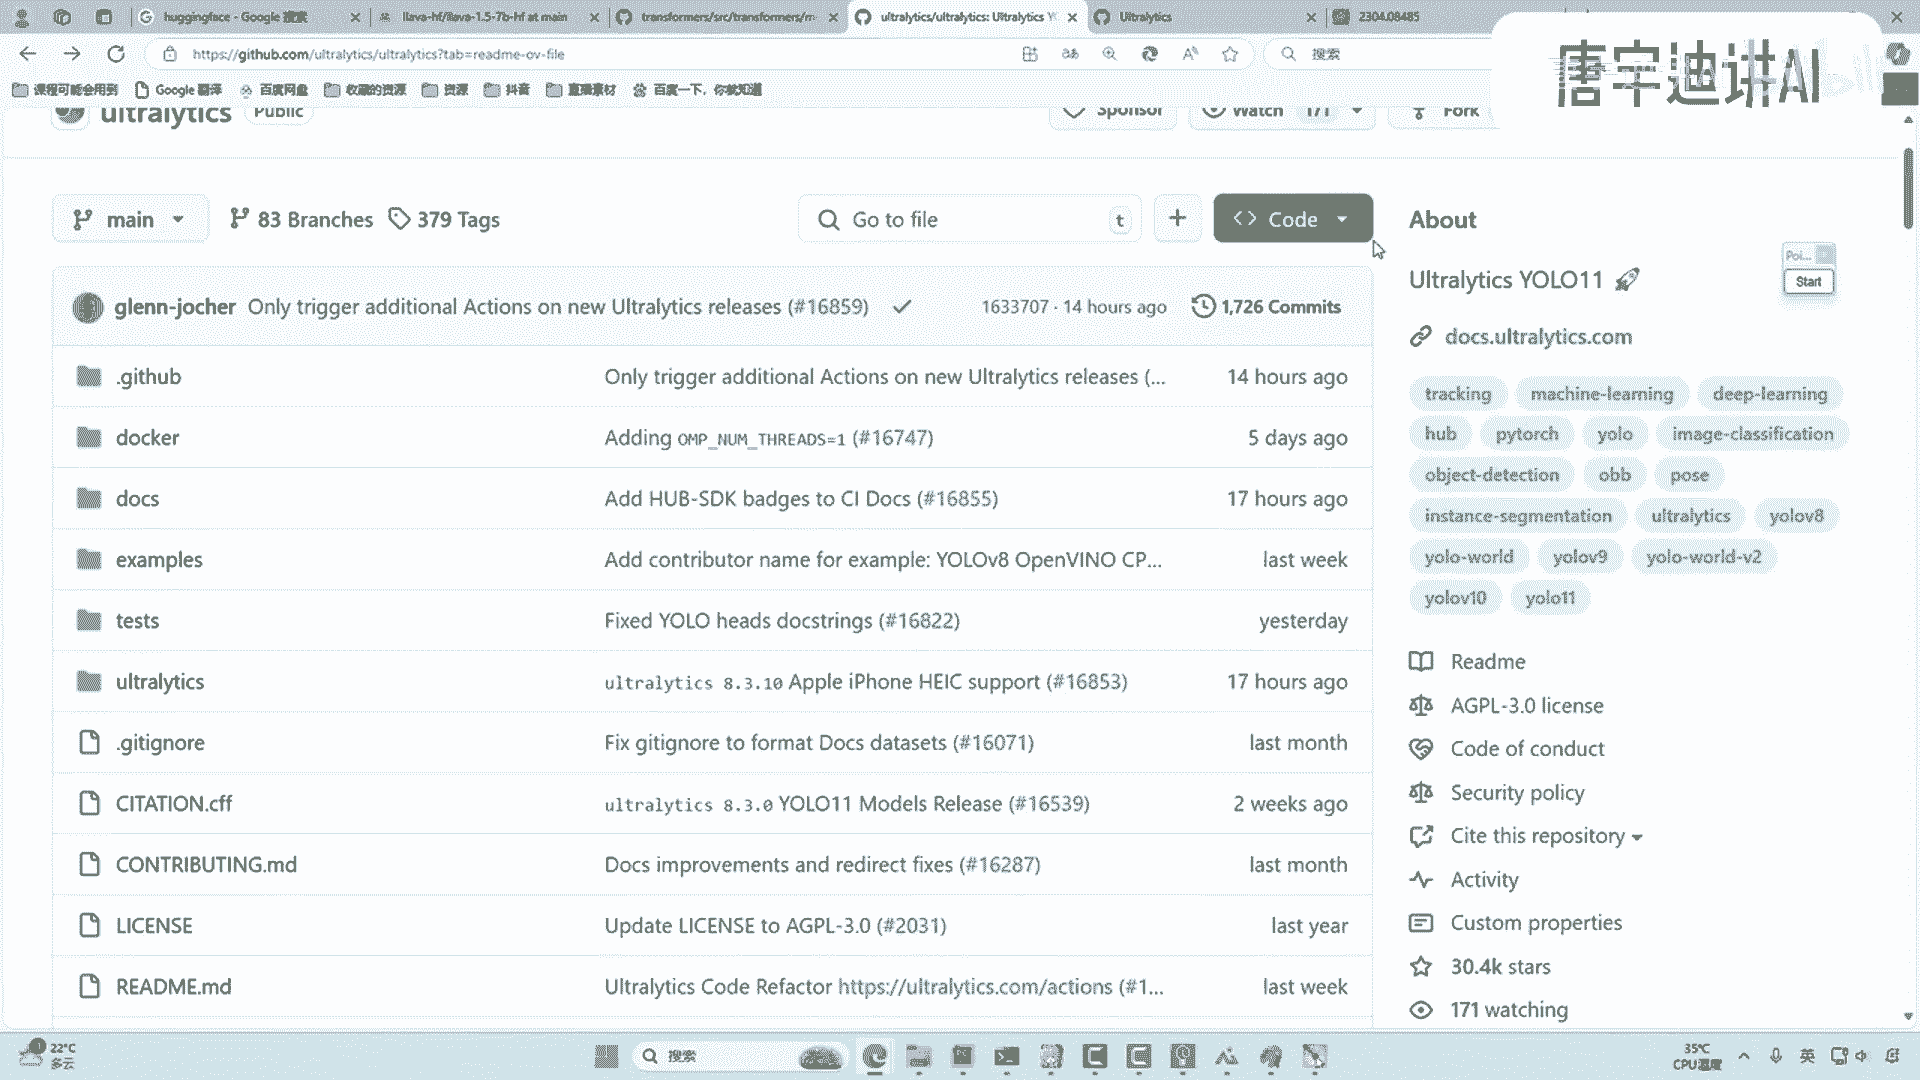 huggingface - Google 搜索
llava-hf/llava-1.5-7b-hf at main
transformers/src/transformers/m
ultralytics/ultralytics: Ultralytics YO
Ultralytics
2304.08485
https://github.com/ultralytics/ultralytics?tab=readme-ov-file
搜索
唐宇迪讲AI
课程可能会用到
Google 翻译
百度网盘
收藏的资源
资源
抖音
直播素材
百度一下，你就知道
ultralytics Public
Sponsor
Watch 171
Fork
main
83 Branches
379 Tags
Go to file
t
Code
About
glenn-jocher Only trigger additional Actions on new Ultralytics releases (#16859)
1633707 · 14 hours ago
1,726 Commits
Ultralytics YOLO11
Poi...
Start
docs.ultralytics.com
.github Only trigger additional Actions on new Ultralytics releases (... 14 hours ago
docker Adding OMP_NUM_THREADS=1 (#16747) 5 days ago
docs Add HUB-SDK badges to CI Docs (#16855) 17 hours ago
examples Add contributor name for example: YOLOv8 OpenVINO CP... last week
tests Fixed YOLO heads docstrings (#16822) yesterday
ultralytics ultralytics 8.3.10 Apple iPhone HEIC support (#16853) 17 hours ago
.gitignore Fix gitignore to format Docs datasets (#16071) last month
CITATION.cff ultralytics 8.3.0 YOLO11 Models Release (#16539) 2 weeks ago
CONTRIBUTING.md Docs improvements and redirect fixes (#16287) last month
LICENSE Update LICENSE to AGPL-3.0 (#2031) last year
README.md Ultralytics Code Refactor https://ultralytics.com/actions (#1... last week
tracking machine-learning deep-learning
hub pytorch yolo image-classification
object-detection obb pose
instance-segmentation ultralytics yolov8
yolo-world yolov9 yolo-world-v2
yolov10 yolo11
Readme
AGPL-3.0 license
Code of conduct
Security policy
Cite this repository
Activity
Custom properties
30.4k stars
171 watching
22°C
多云
搜索
35℃
CPU温度
英